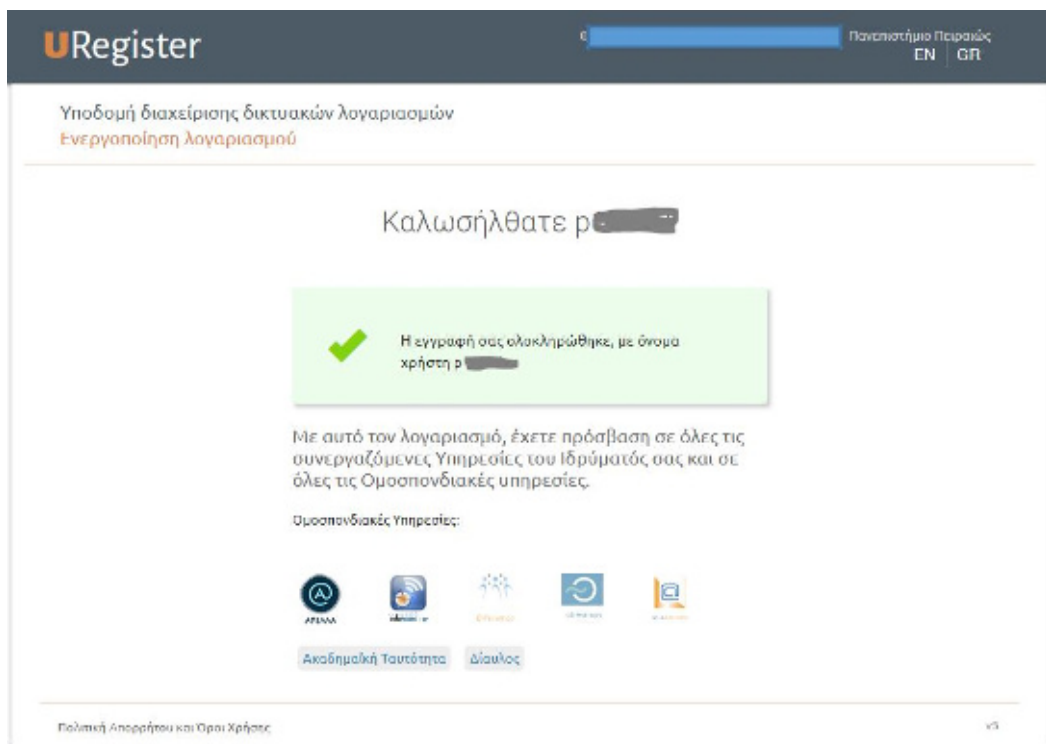 URegister
Πανεπιστήμιο Πειραιώς
EN GR
Υποδομή διαχείρισης δικτυακών λογαριασμών
Ενεργοποίηση λογαριασμού
Καλωσήλθατε p
Η εγγραφή σας ολοκληρώθηκε, με όνομα
χρήστη p
Με αυτό τον λογαριασμό, έχετε πρόσβαση σε όλες τις
συνεργαζόμενες Υπηρεσίες του Ιδρύματός σας και σε
όλες τις Ομοσπονδιακές υπηρεσίες.
Ομοσπονδιακές Υπηρεσίες:
ΑΡΕΛΛΑ
Ακαδημαϊκή Ταυτότητα Δίαυλος
Πολιτική Απορρήτου και Όροι Χρήσης
v3